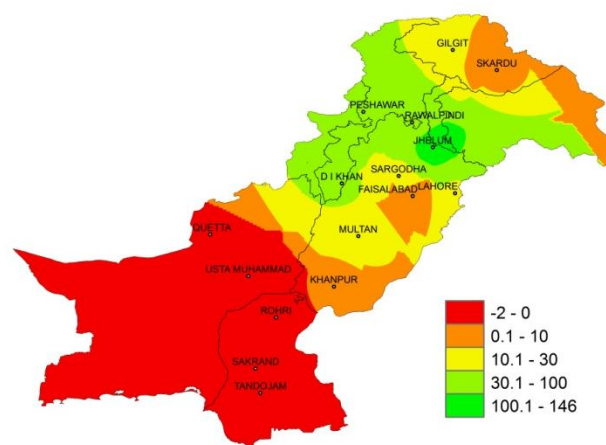 GILGIT
SKARDU
PESHAWAR
RAWALPINDI
JHBLUM
SARGODHA
D I KHAN
FAISALABAD
LAHORE
QUETTA
MULTAN
USTA MUHAMMAD
KHANPUR
ROHRI
SAKRAND
TANDOJAM
-2 - 0
0.1 - 10
10.1 - 30
30.1 - 100
100.1 - 146